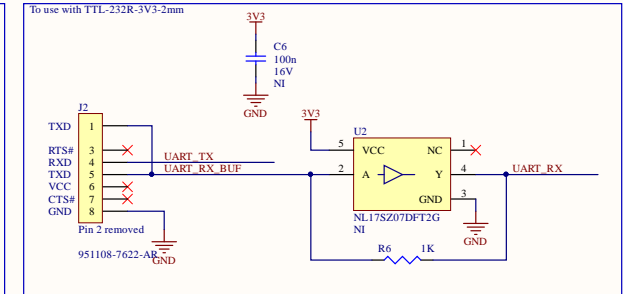 To use with TTL-232R-3V3-2mm
3V3
C6
100n
16V
NI
GND
J2
TXD 1
RTS# 3
RXD 4
TXD 5
VCC 6
CTS# 7
GND 8
Pin 2 removed
951108-7622-AR
GND
UART_TX
UART_RX_BUF
3V3
U2
5 VCC NC 1
2 A Y 4
GND 3
NL17SZ07DFT2G
NI
GND
UART_RX
R6 1K